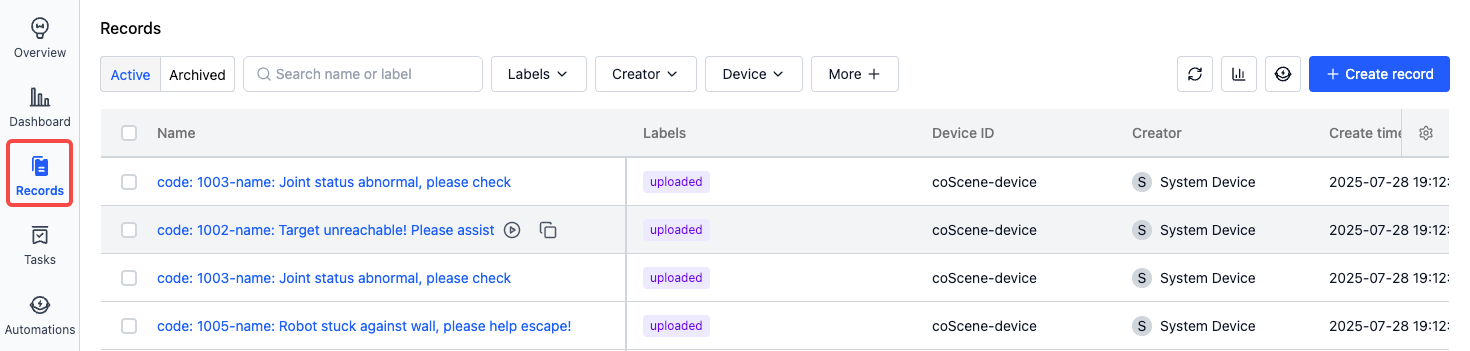 Overview
Dashboard
Records
Tasks
Automations
Records
Active Archived Search name or label Labels Creator Device More + + Create record
Name Labels Device ID Creator Create time
code: 1003-name: Joint status abnormal, please check uploaded coScene-device S System Device 2025-07-28 19:12:
code: 1002-name: Target unreachable! Please assist uploaded coScene-device S System Device 2025-07-28 19:12:
code: 1003-name: Joint status abnormal, please check uploaded coScene-device S System Device 2025-07-28 19:12:
code: 1005-name: Robot stuck against wall, please help escape! uploaded coScene-device S System Device 2025-07-28 19:12: